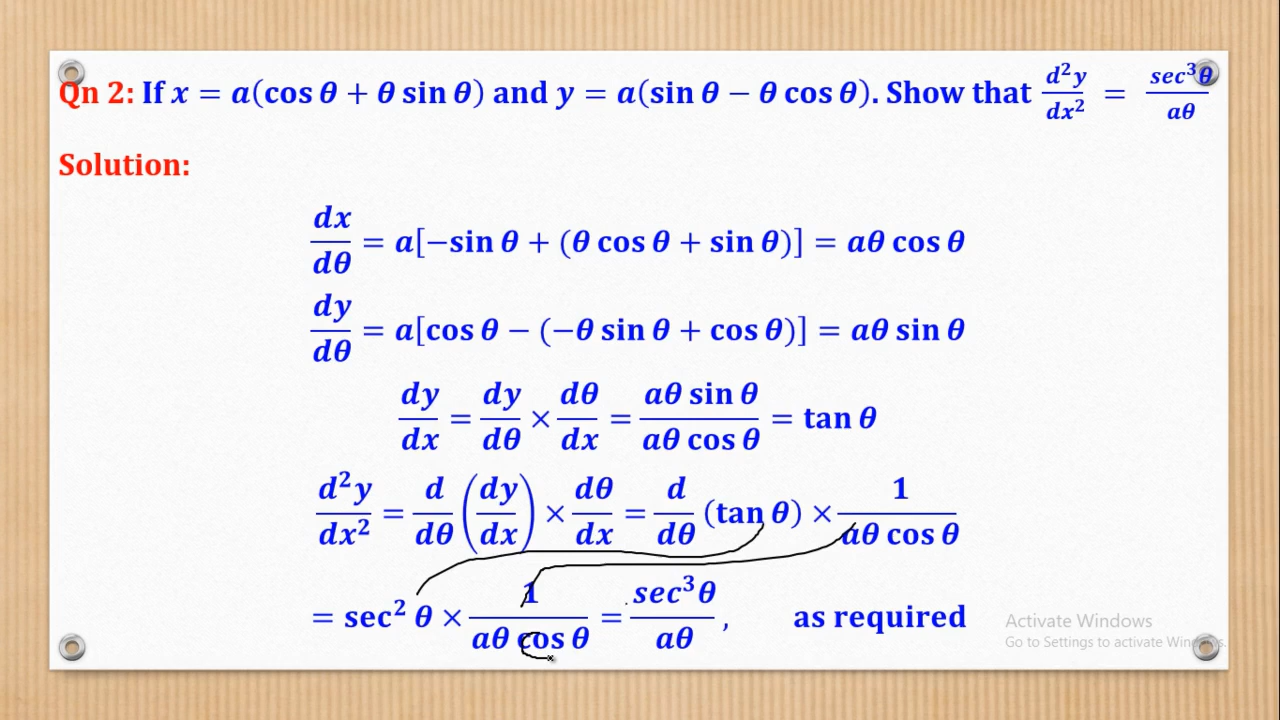 Qn 2: If x = a(cos θ + θ sin θ) and y = a(sin θ − θ cos θ). Show that d²y/dx² = sec³θ/aθ
Solution:
dx/dθ = a[−sin θ + (θ cos θ + sin θ)] = aθ cos θ
dy/dθ = a[cos θ − (−θ sin θ + cos θ)] = aθ sin θ
dy/dx = dy/dθ × dθ/dx = aθ sin θ/aθ cos θ = tan θ
d²y/dx² = d/dθ (dy/dx) × dθ/dx = d/dθ (tan θ) × 1/aθ cos θ
= sec² θ × 1/aθ cos θ = sec³θ/aθ, as required
Activate Windows
Go to Settings to activate Windows.